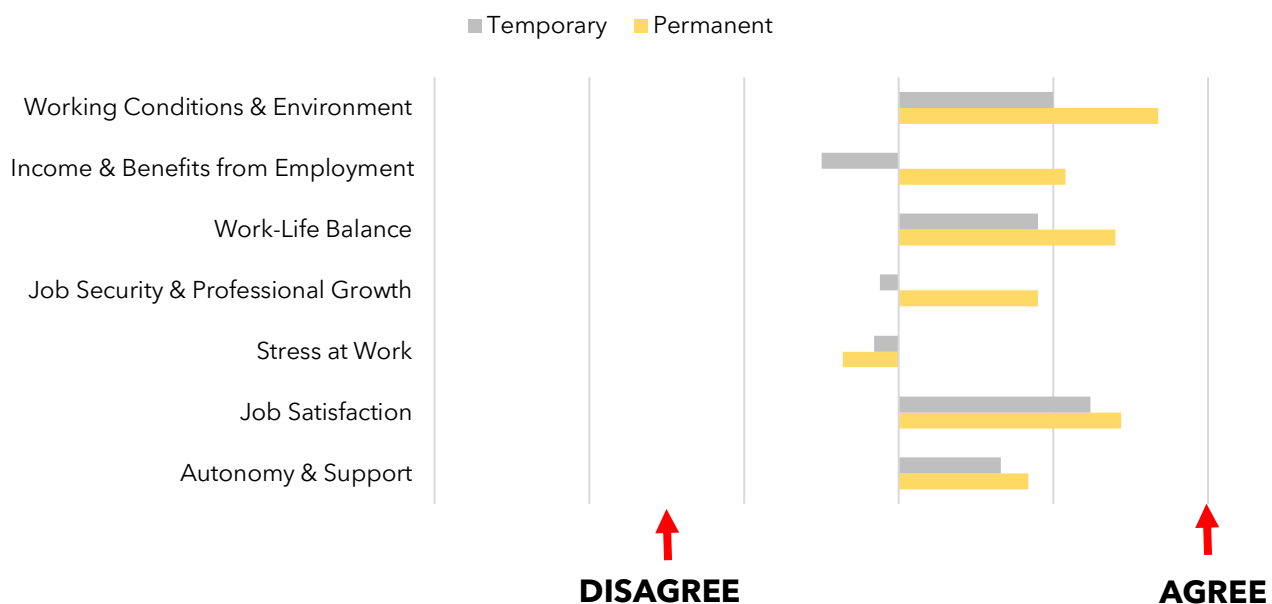 Temporary Permanent
Working Conditions & Environment
Income & Benefits from Employment
Work-Life Balance
Job Security & Professional Growth
Stress at Work
Job Satisfaction
Autonomy & Support
DISAGREE AGREE